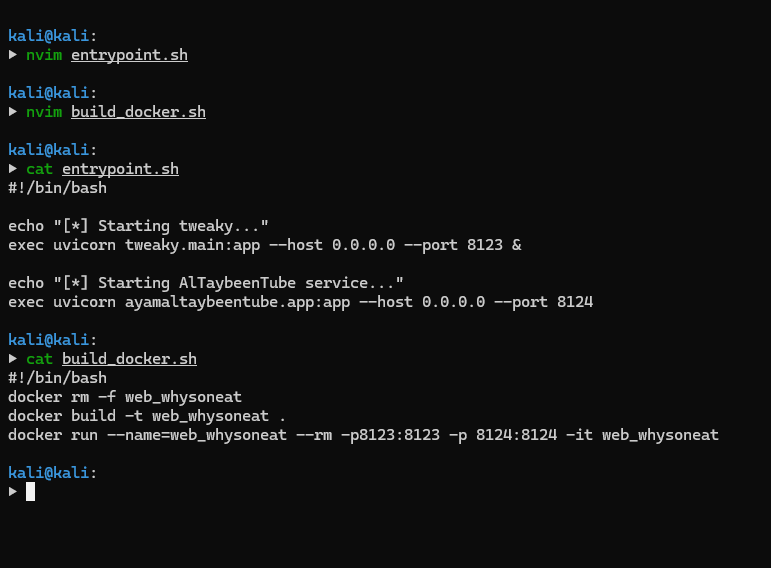 kali@kali:
▶ nvim entrypoint.sh
kali@kali:
▶ nvim build_docker.sh
kali@kali:
▶ cat entrypoint.sh
#!/bin/bash
echo "[*] Starting tweaky..."
exec uvicorn tweaky.main:app --host 0.0.0.0 --port 8123 &
echo "[*] Starting AlTaybeenTube service..."
exec uvicorn ayamaltaybeentube.app:app --host 0.0.0.0 --port 8124
kali@kali:
▶ cat build_docker.sh
#!/bin/bash
docker rm -f web_whysoneat
docker build -t web_whysoneat .
docker run --name=web_whysoneat --rm -p8123:8123 -p 8124:8124 -it web_whysoneat
kali@kali:
▶